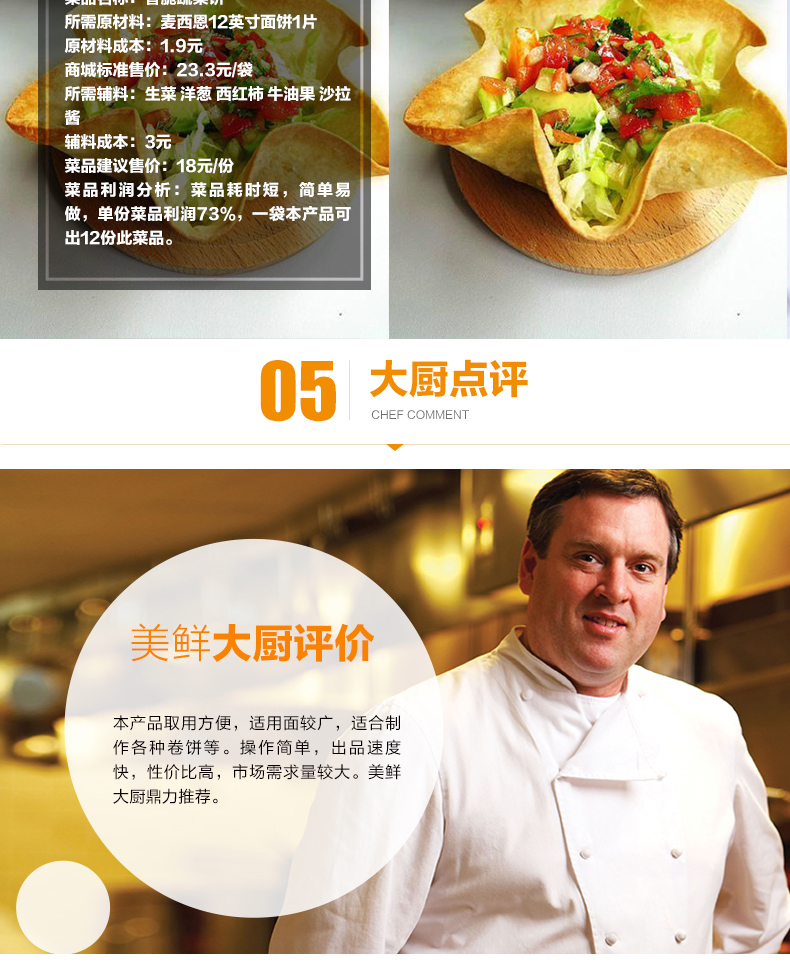 所需原材料：麦西恩12英寸面饼1片
原材料成本：1.9元
商城标准售价：23.3元/袋
所需辅料：生菜 洋葱 西红柿 牛油果 沙拉
酱
辅料成本：3元
菜品建议售价：18元/份
菜品利润分析：菜品耗时短，简单易
做，单份菜品利润73%，一袋本产品可
出12份此菜品。
05
大厨点评
CHEF COMMENT
美鲜大厨评价
本产品取用方便，适用面较广，适合制
作各种卷饼等。操作简单，出品速度
快，性价比高，市场需求量较大。美鲜
大厨鼎力推荐。